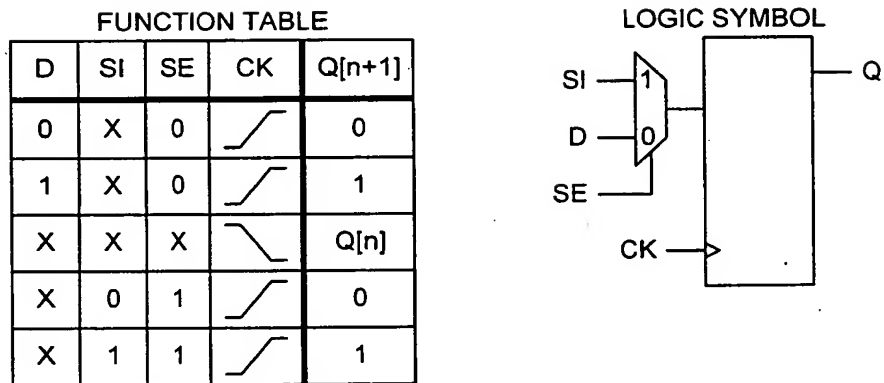 FUNCTION TABLE
D SI SE CK Q[n+1]
0 X 0 0
1 X 0 1
X X X Q[n]
X 0 1 0
X 1 1 1
LOGIC SYMBOL
SI 1 Q
D 0
SE
CK